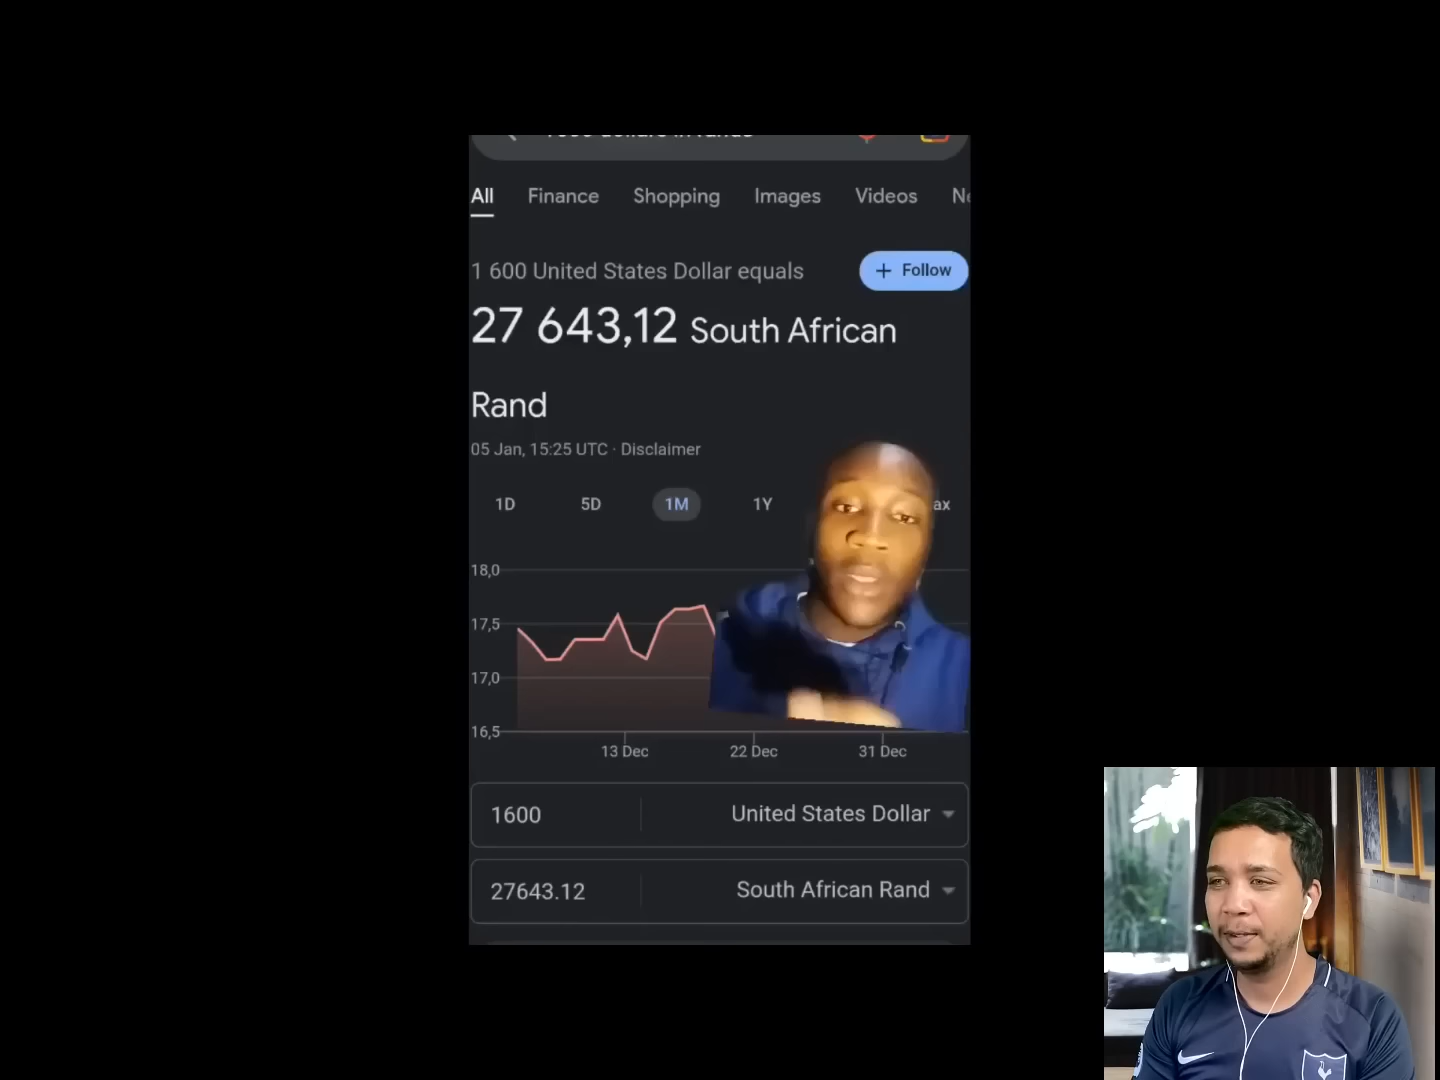 All Finance Shopping Images Videos
1 600 United States Dollar equals
+ Follow
27 643,12 South African
Rand
05 Jan, 15:25 UTC · Disclaimer
1D 5D 1M 1Y
18,0
17,5
17,0
16,5
13 Dec 22 Dec 31 Dec
1600 United States Dollar
27643.12 South African Rand